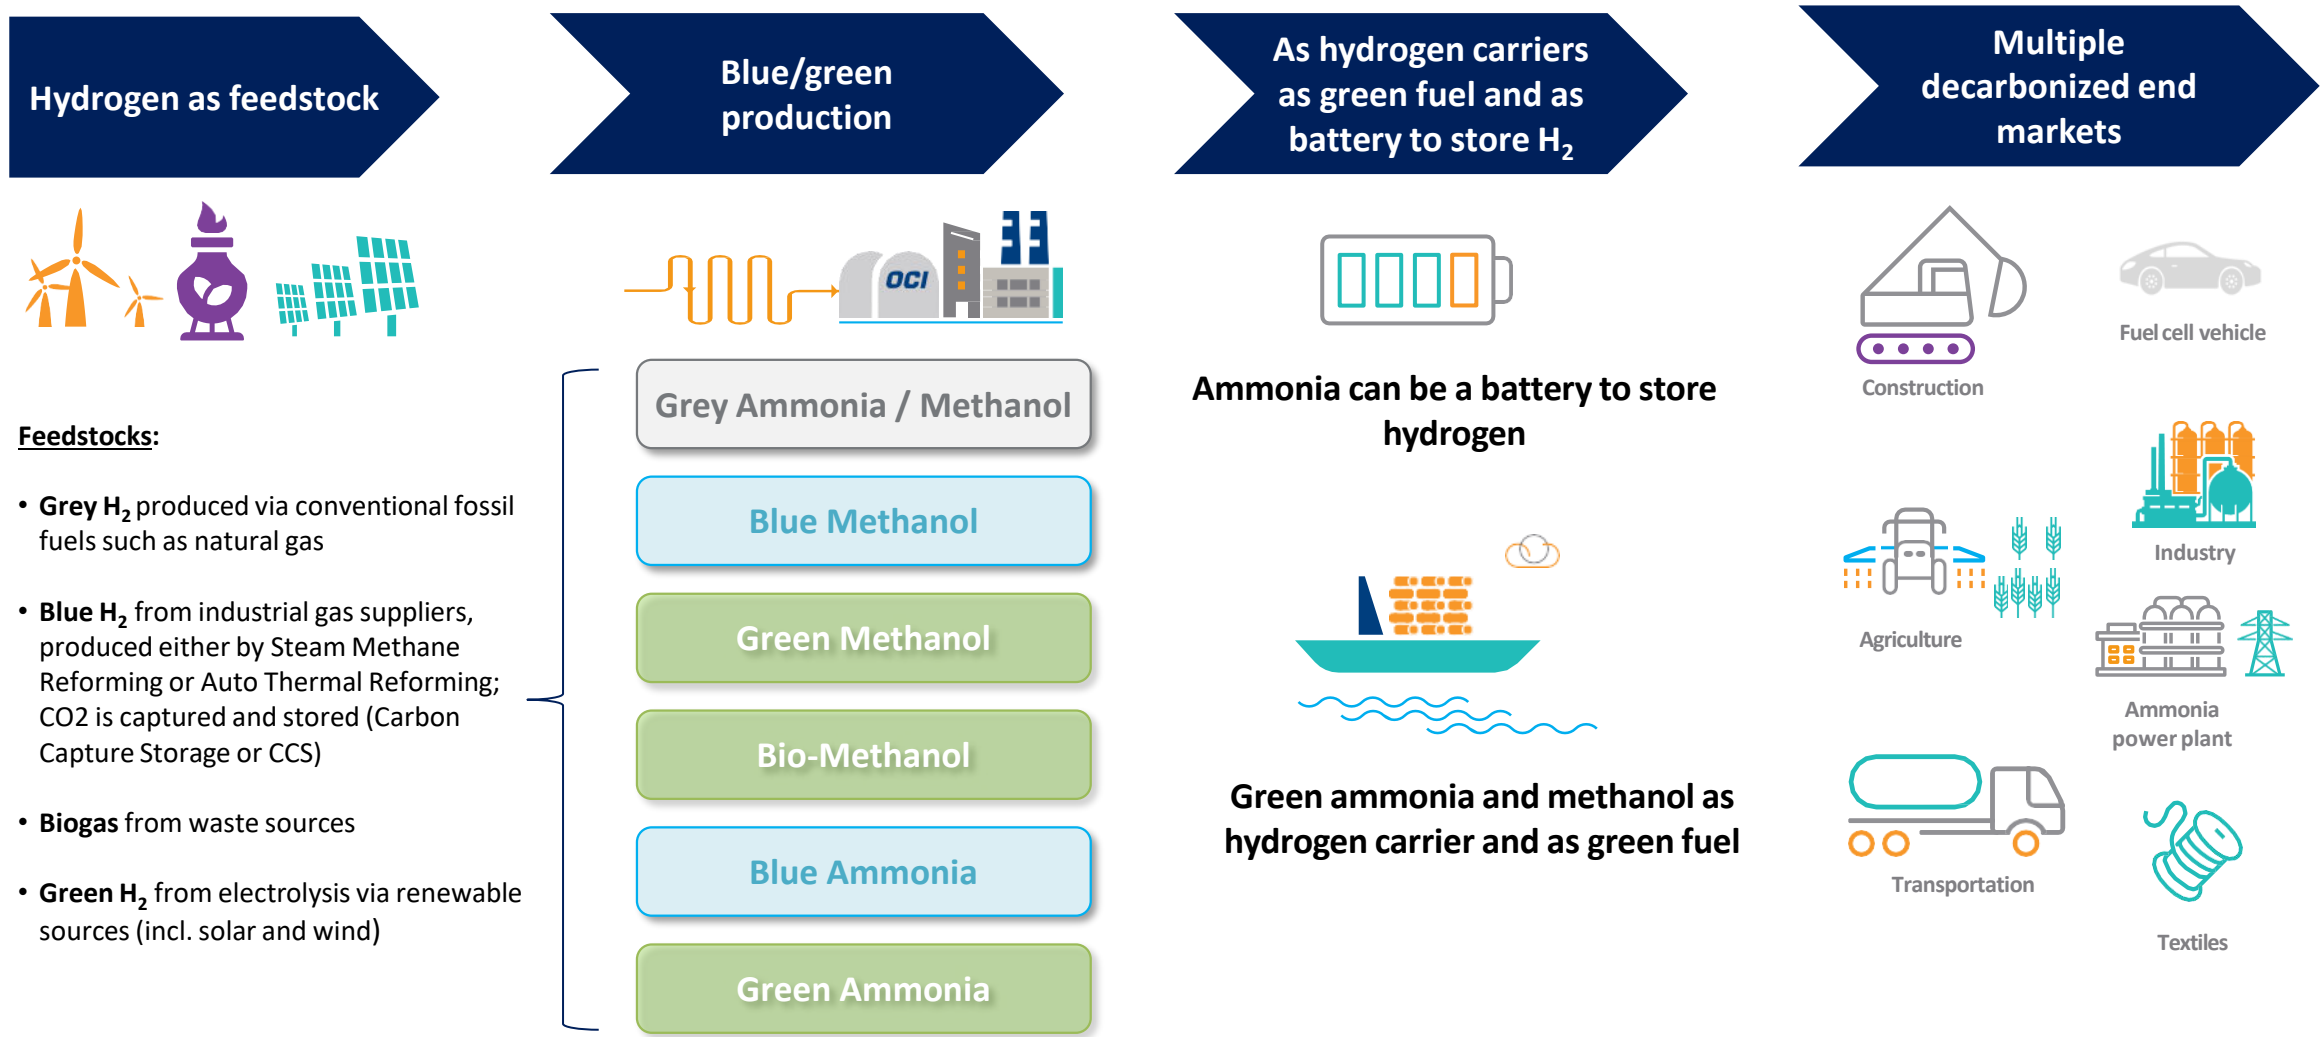 Hydrogen as feedstock
Blue/green
production
As hydrogen carriers
as green fuel and as
battery to store H₂
Multiple
decarbonized end
markets
Feedstocks:
• Grey H₂ produced via conventional fossil
fuels such as natural gas
• Blue H₂ from industrial gas suppliers,
produced either by Steam Methane
Reforming or Auto Thermal Reforming;
CO2 is captured and stored (Carbon
Capture Storage or CCS)
• Biogas from waste sources
• Green H₂ from electrolysis via renewable
sources (incl. solar and wind)
OCI
Grey Ammonia / Methanol
Blue Methanol
Green Methanol
Bio-Methanol
Blue Ammonia
Green Ammonia
Ammonia can be a battery to store
hydrogen
Green ammonia and methanol as
hydrogen carrier and as green fuel
Construction
Fuel cell vehicle
Industry
Agriculture
Ammonia
power plant
Transportation
Textiles